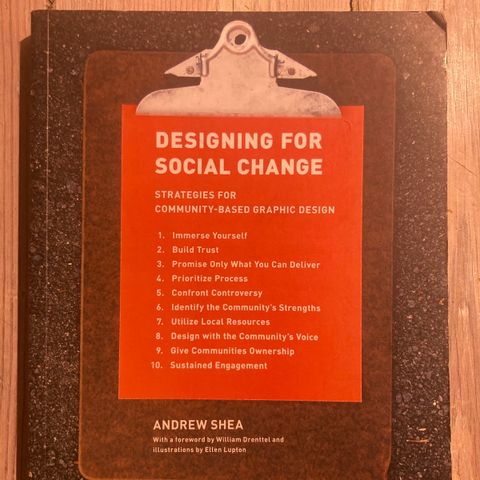 DESIGNING FOR
SOCIAL CHANGE
STRATEGIES FOR
COMMUNITY-BASED GRAPHIC DESIGN
1. Immerse Yourself
2. Build Trust
3. Promise Only What You Can Deliver
4. Prioritize Process
5. Confront Controversy
6. Identify the Community's Strengths
7. Utilize Local Resources
8. Design with the Community's Voice
9. Give Communities Ownership
10. Sustained Engagement
ANDREW SHEA
With a foreword by William Drenttel and
illustrations by Ellen Lupton